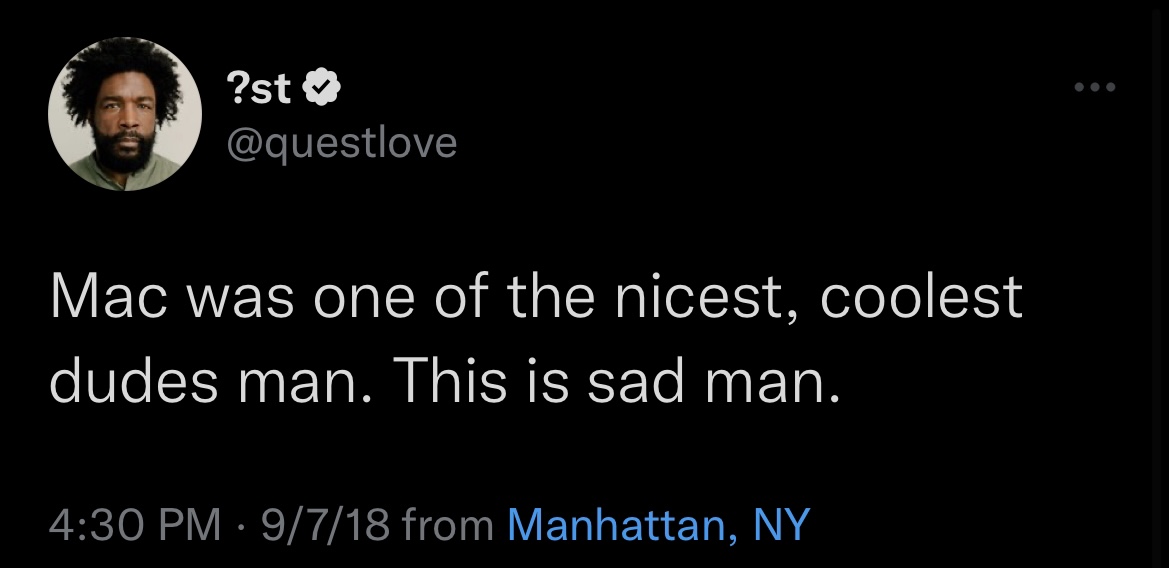 ?st
@questlove
Mac was one of the nicest, coolest
dudes man. This is sad man.
4:30 PM · 9/7/18 from Manhattan, NY